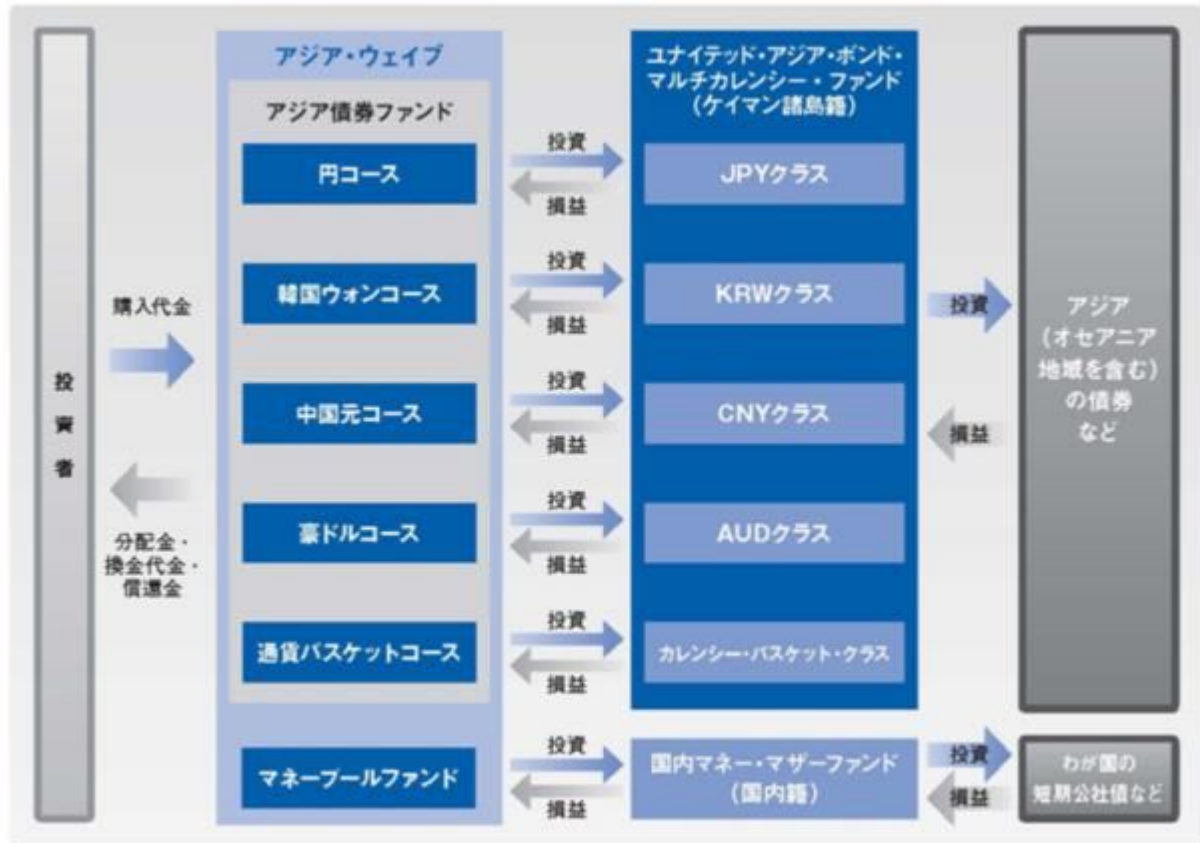 投資者
購入代金
分配金・
換金代金・
償還金
アジア・ウェイブ
アジア債券ファンド
円コース
韓国ウォンコース
中国元コース
豪ドルコース
通貨バスケットコース
マネープールファンド
投資
損益
投資
損益
投資
損益
投資
損益
投資
損益
投資
損益
ユナイテッド・アジア・ボンド・
マルチカレンシー・ファンド
(ケイマン諸島籍)
JPYクラス
KRWクラス
CNYクラス
AUDクラス
カレンシー・バスケット・クラス
国内マネー・マザーファンド
(国内籍)
投資
損益
投資
損益
アジア
(オセアニア
地域を含む)
の債券
など
わが国の
短期公社債など